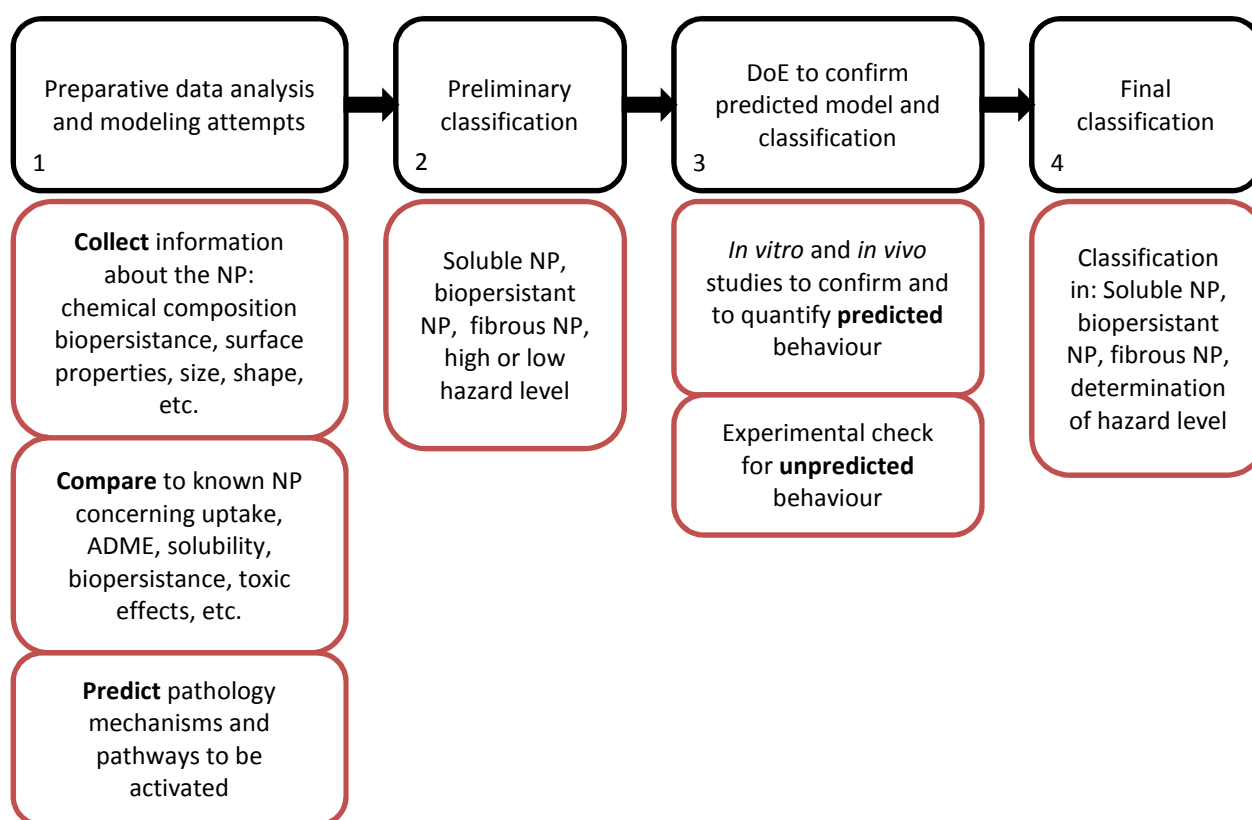 Preparative data analysis
and modeling attempts
1
Preliminary
classification
2
DoE to confirm
predicted model and
classification
3
Final
classification
4
Collect information
about the NP:
chemical composition
biopersistance, surface
properties, size, shape,
etc.
Compare to known NP
concerning uptake,
ADME, solubility,
biopersistance, toxic
effects, etc.
Predict pathology
mechanisms and
pathways to be
activated
Soluble NP,
biopersistant
NP, fibrous NP,
high or low
hazard level
In vitro and in vivo
studies to confirm and
to quantify predicted
behaviour
Experimental check
for unpredicted
behaviour
Classification
in: Soluble NP,
biopersistant
NP, fibrous NP,
determination
of hazard level